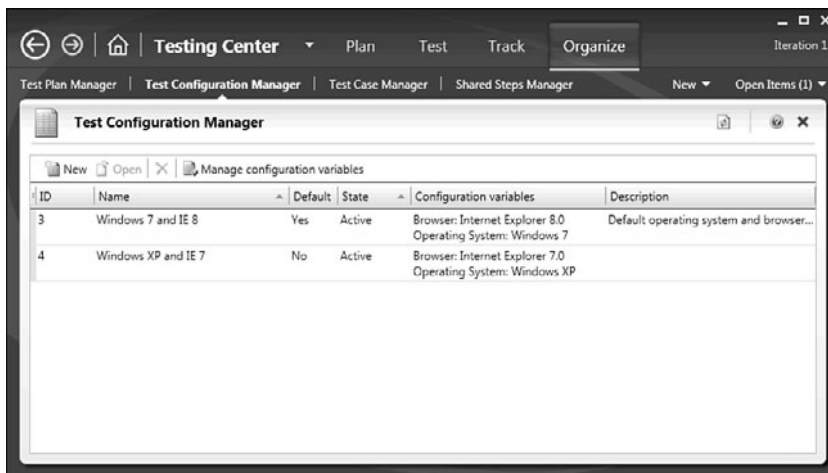 Testing Center Plan Test Track Organize Iteration 1
Test Plan Manager | Test Configuration Manager | Test Case Manager | Shared Steps Manager New Open Items (1)
Test Configuration Manager
New Open Manage configuration variables
ID Name Default State Configuration variables Description
3 Windows 7 and IE 8 Yes Active Browser: Internet Explorer 8.0 Default operating system and browser...
Operating System: Windows 7
4 Windows XP and IE 7 No Active Browser: Internet Explorer 7.0
Operating System: Windows XP